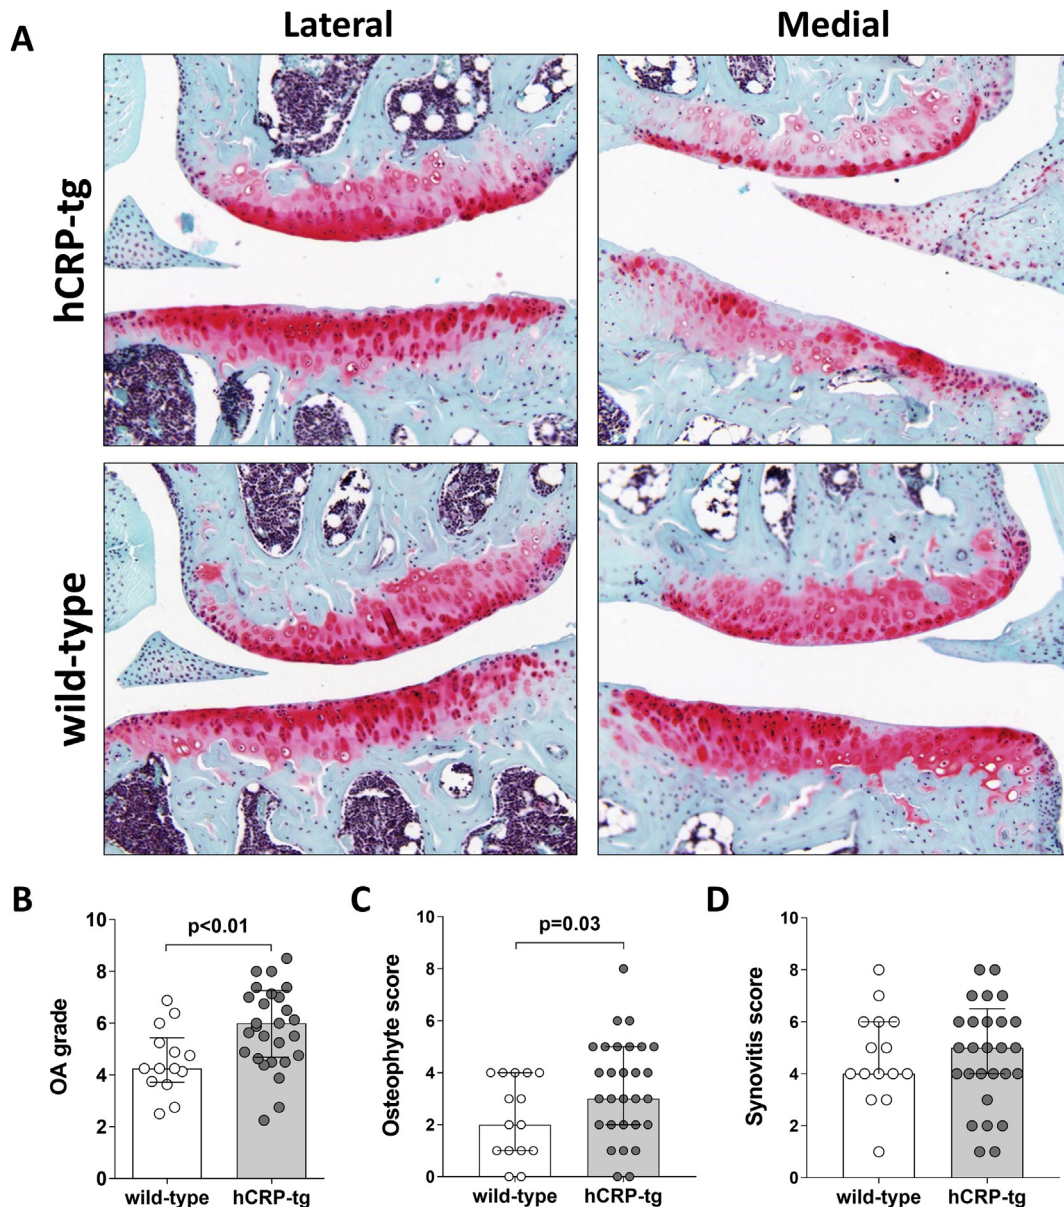 A
Lateral
Medial
hCRP-tg
wild-type
B
C
D
p<0.01
p=0.03
OA grade
10
8
6
4
2
0
wild-type
hCRP-tg
Osteophyte score
10
8
6
4
2
0
wild-type
hCRP-tg
Synovitis score
10
8
6
4
2
0
wild-type
hCRP-tg